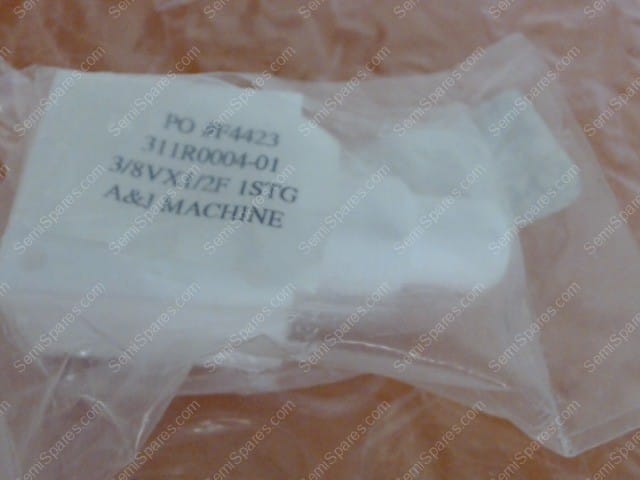 PO #F4423
311R0004-01
3/8VX1/2F 1STG
A&J MACHINE
SemiSpares.com